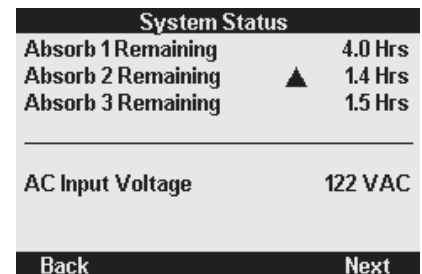 System Status
Absorb 1 Remaining 4.0 Hrs
Absorb 2 Remaining ▲ 1.4 Hrs
Absorb 3 Remaining 1.5 Hrs
AC Input Voltage 122 VAC
Back Next